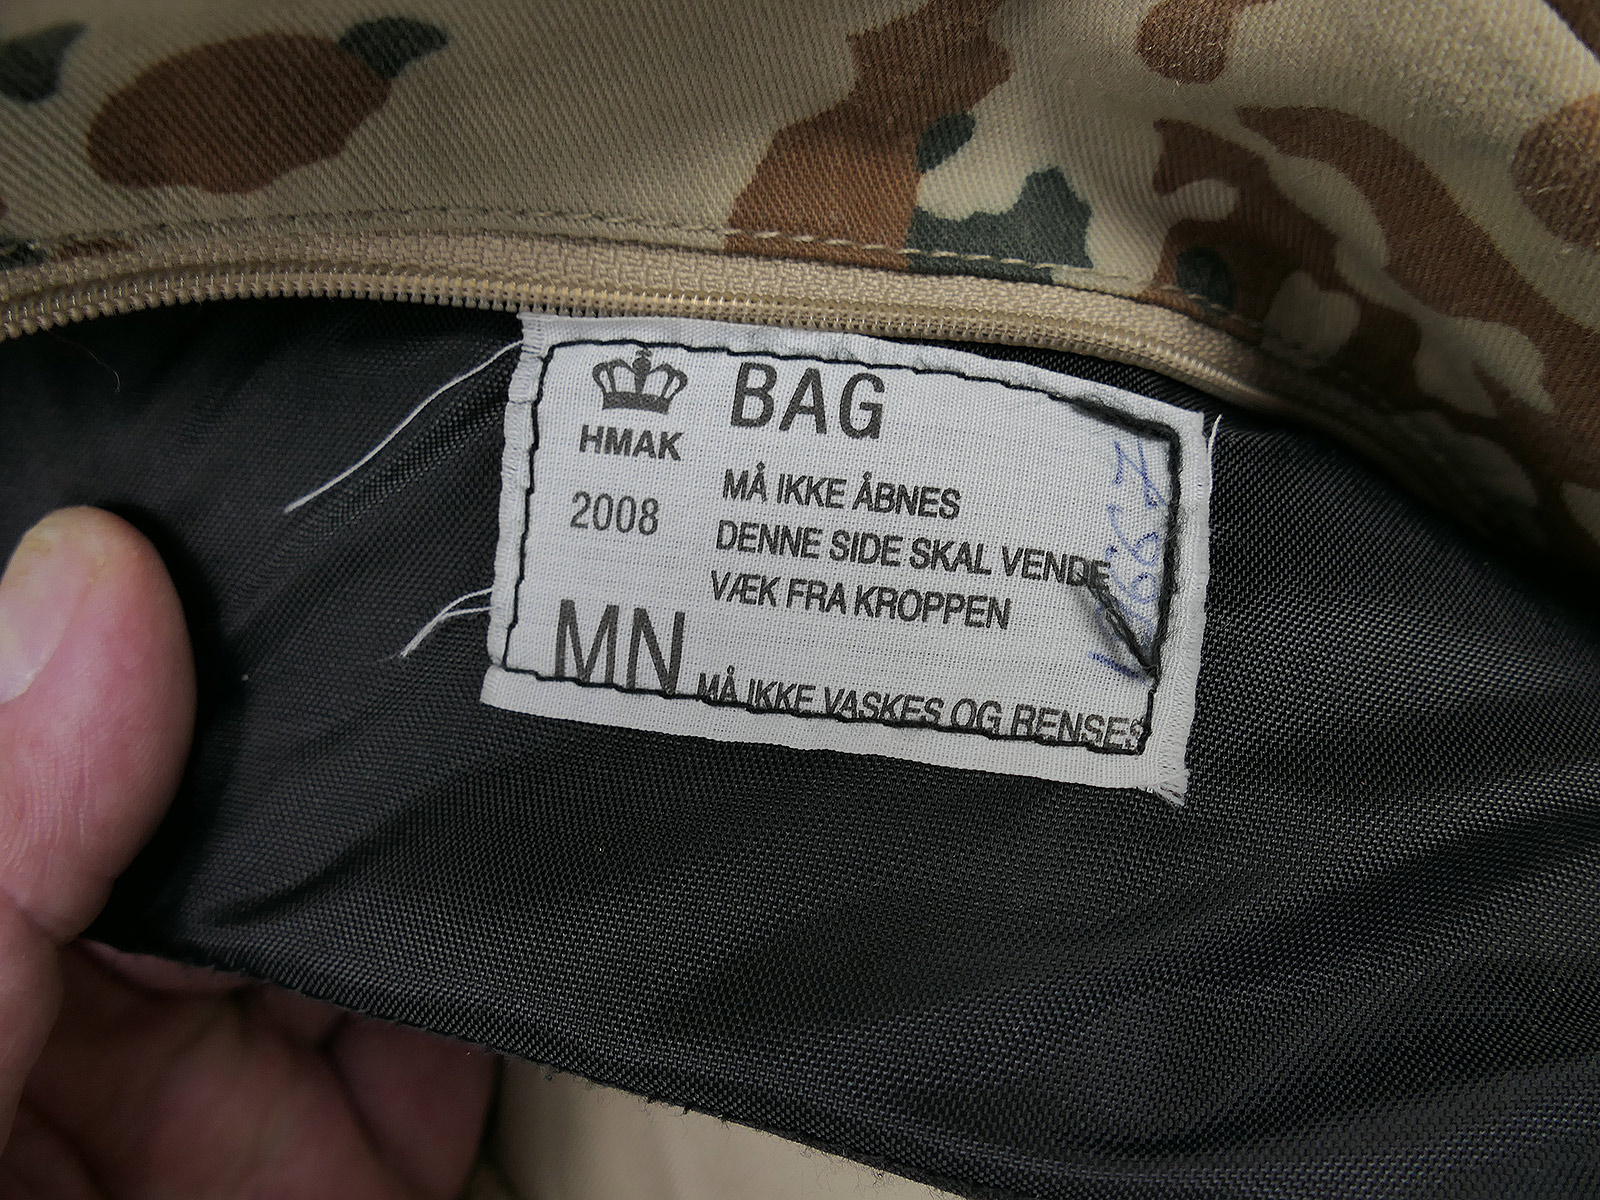 BAG
HMAK
2008
MÅ IKKE ÅBNES
DENNE SIDE SKAL VENDE
VÆK FRA KROPPEN
MN
MÅ IKKE VASKES OG RENSES